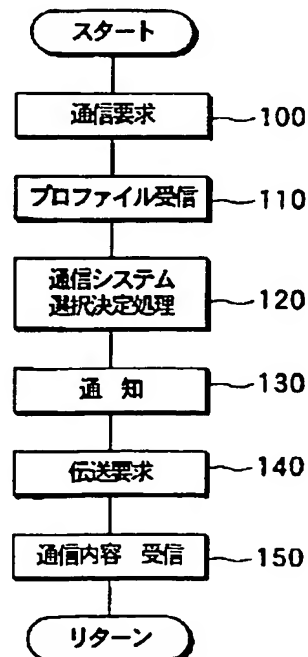 スタート
通信要求
100
プロファイル受信
110
通信システム
選択決定処理
120
通 知
130
伝送要求
140
通信内容 受信
150
リターン